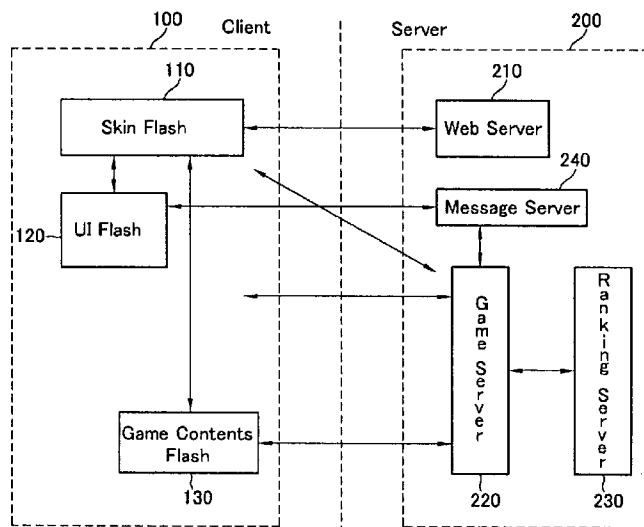 100
Client
Server
200
110
Skin Flash
210
Web Server
240
Message Server
120
UI Flash
Game Server
Ranking Server
Game Contents
Flash
130
220
230